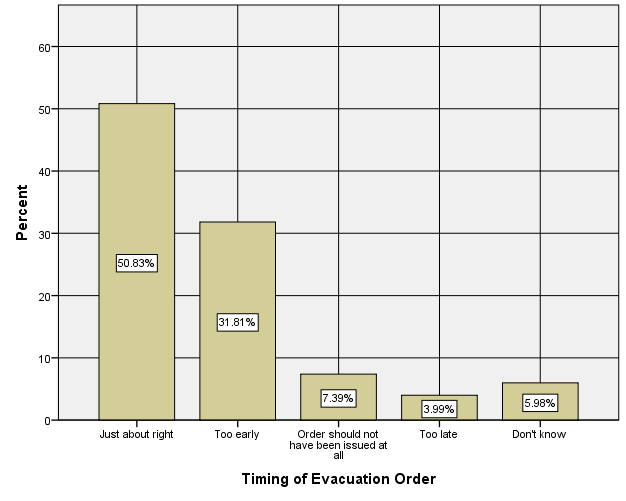 60
50
40
30
20
10
0
Percent
50.83%
31.81%
7.39%
3.99%
5.98%
Just about right
Too early
Order should not
have been issued at
all
Too late
Don't know
Timing of Evacuation Order